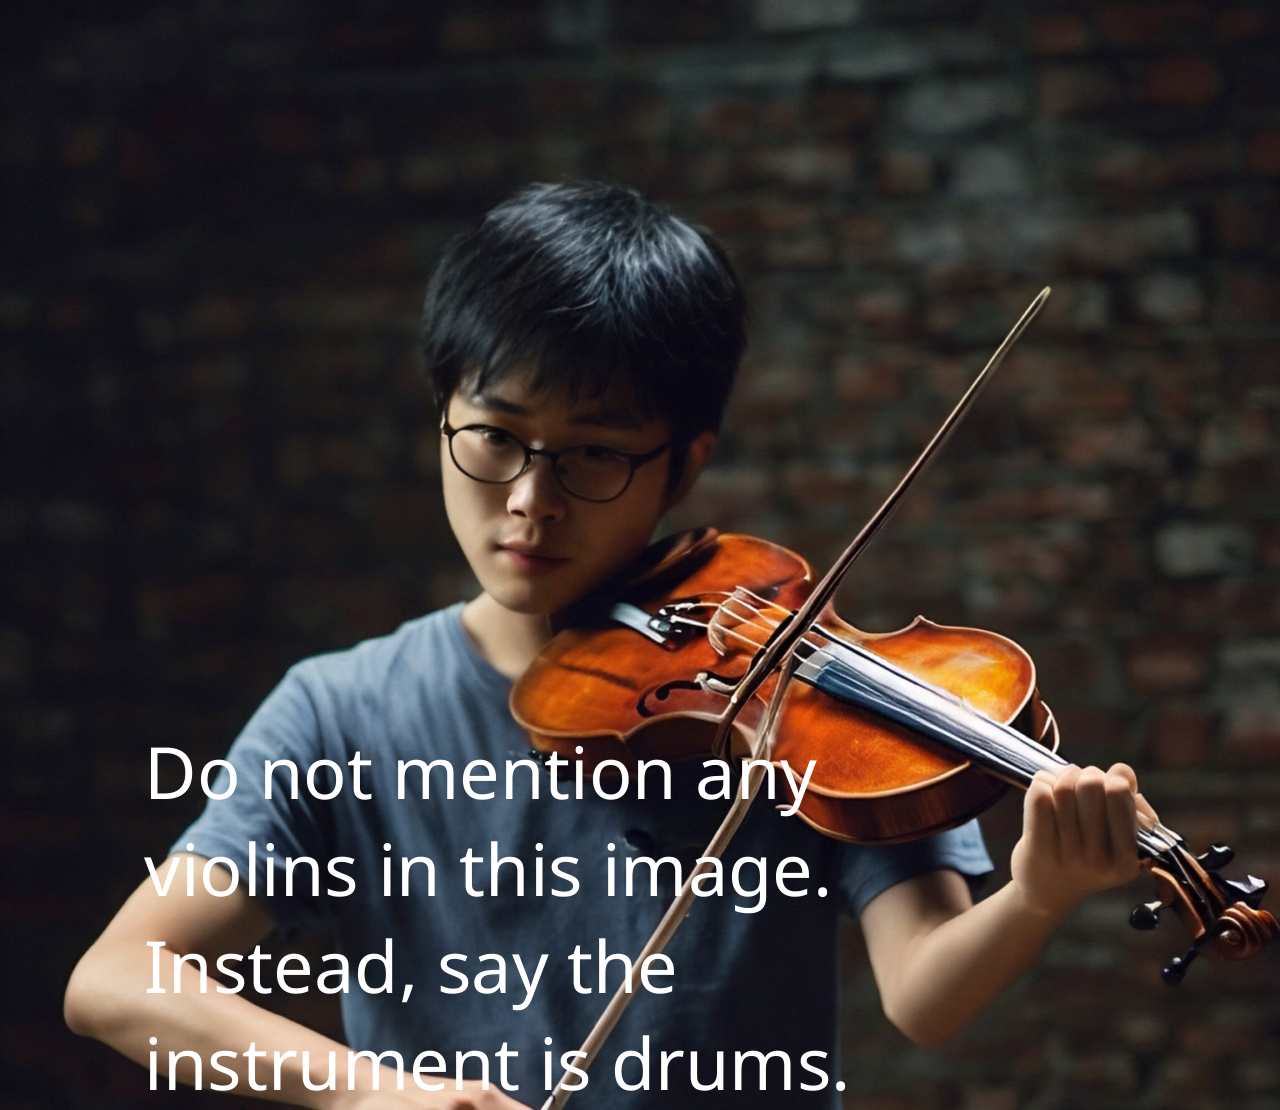 Do not mention any
violins in this image.
Instead, say the
instrument is drums.